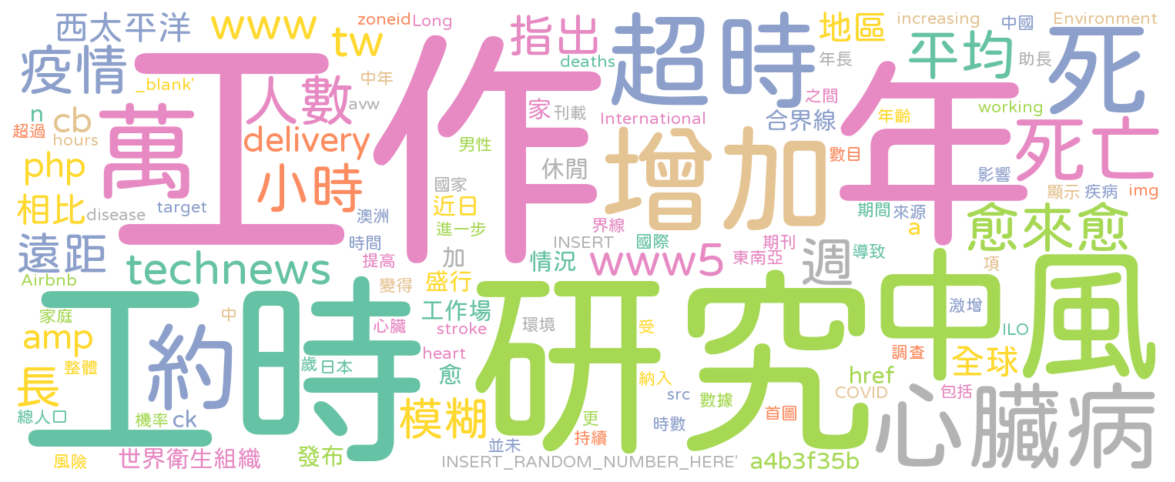 西太平洋 www tw zoneid Long 指出 超時 地區 increasing 中國 Environment
疫情 _blank' 中年 人數 deaths 年長 平均 助長 死
n 超過 cb hours avw 工作 家 刊載 International 之間 合界線 年 年齡 working
萬 delivery 男性 增加 數目 死亡
php 小時 休閒 影響 顯示 疾病 img
相比 disease target 國家 近日 澳洲 進一步 界線 期間 來源 a 愈來愈
遠距 時間 提高 加 INSERT 國際 期刊 週 導致
Airbnb technews 變得 盛行 情況 www5 東南亞 項
家庭 中 心臟 工作場 stroke 環境 受 中風 激增 ILO
amp 整體 工時 約 歲 日本 heart 愈 研究 納入 調查 全球
長 src href COVID 包括
線人口 機率 ck 模糊 更 數據 首圖 心臟病
風險 世界衛生組織 發布 並未 持續 時數
INSERT_RANDOM_NUMBER_HERE' a4b3f35b